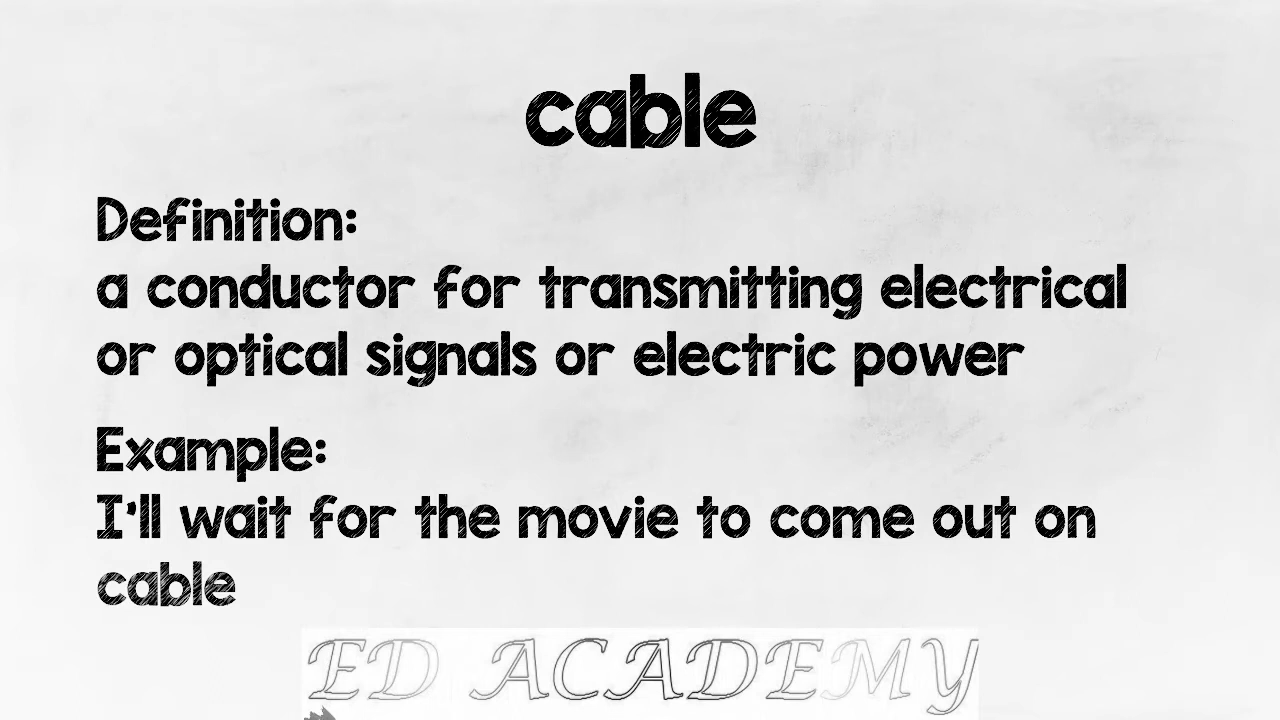 cable
Definition:
a conductor for transmitting electrical
or optical signals or electric power
Example:
I'll wait for the movie to come out on
cable
ED ACADEMY